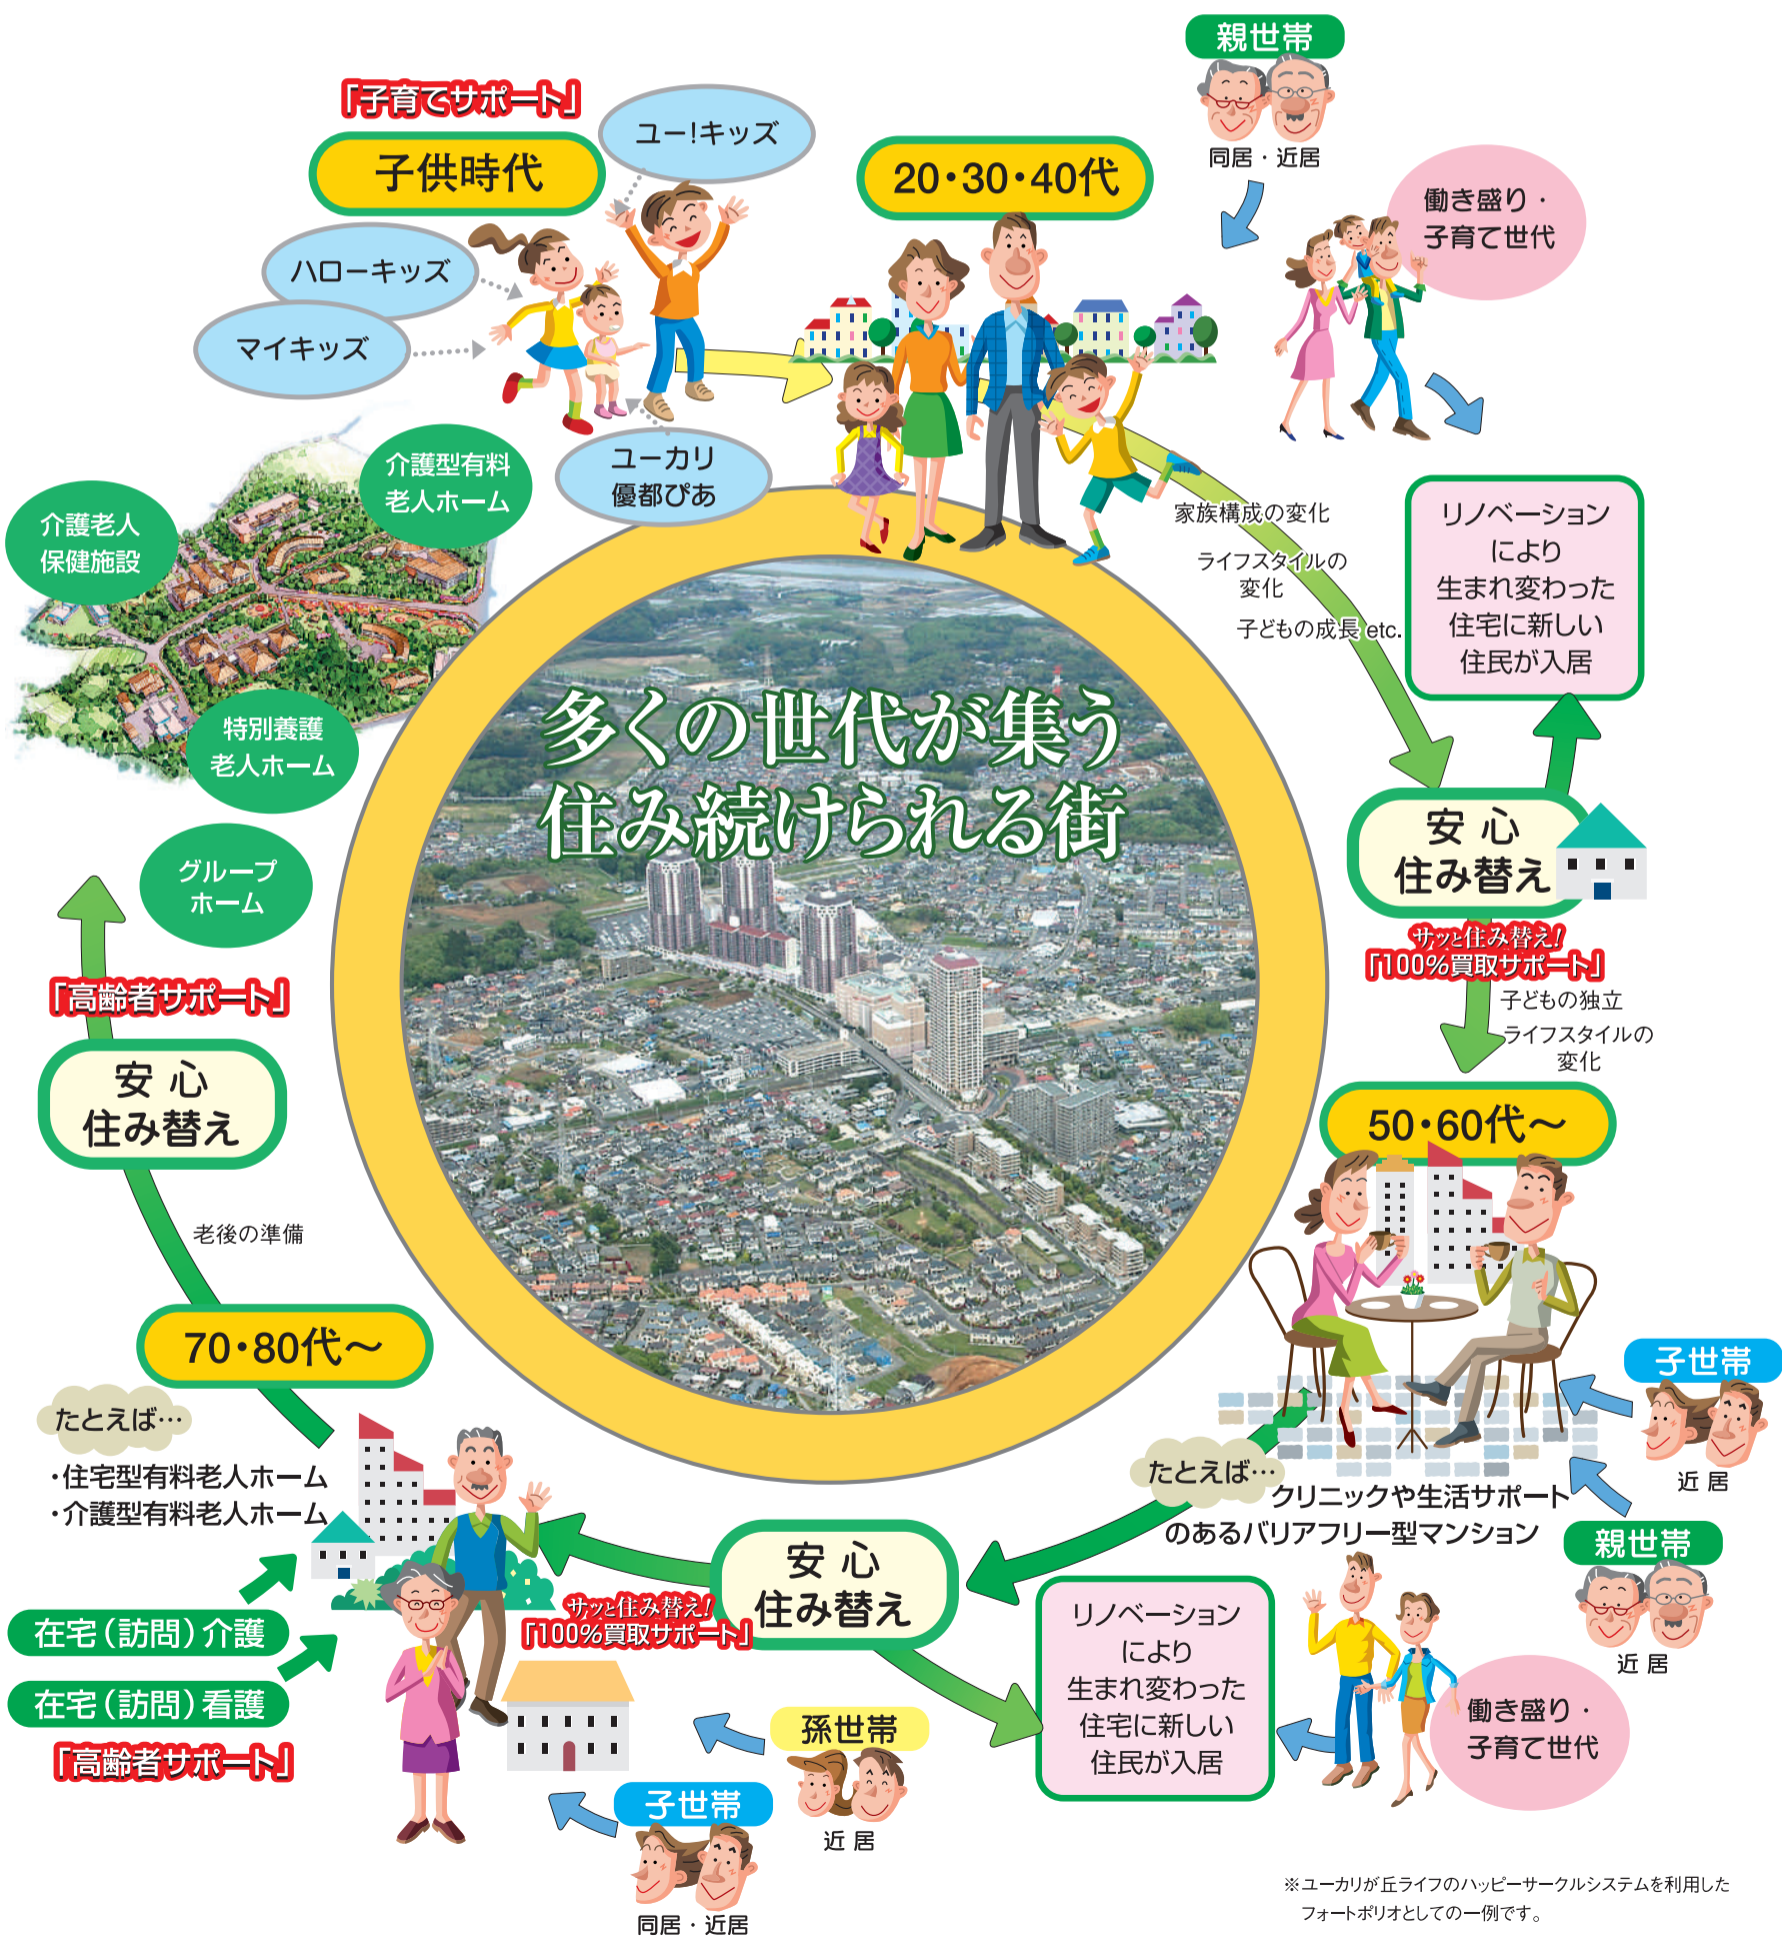 親世帯
同居・近居
「子育てサポート」
子供時代
ユー!キッズ
ハローキッズ
マイキッズ
ユーカリ
優都ぴあ
20・30・40代
働き盛り・
子育て世代
介護型有料
老人ホーム
介護老人
保健施設
特別養護
老人ホーム
グループ
ホーム
家族構成の変化
ライフスタイルの
変化
子どもの成長 etc.
リノベーション
により
生まれ変わった
住宅に新しい
住民が入居
多くの世代が集う
住み続けられる街
安心
住み替え
サッと住み替え!
「100%買取サポート」
子どもの独立
ライフスタイルの
変化
50・60代〜
子世帯
近居
親世帯
近居
たとえば…
クリニックや生活サポート
のあるバリアフリー型マンション
働き盛り・
子育て世代
リノベーション
により
生まれ変わった
住宅に新しい
住民が入居
安心
住み替え
サッと住み替え!
「100%買取サポート」
孫世帯
近居
子世帯
同居・近居
「高齢者サポート」
安心
住み替え
老後の準備
70・80代〜
たとえば…
・住宅型有料老人ホーム
・介護型有料老人ホーム
在宅(訪問)介護
在宅(訪問)看護
「高齢者サポート」
※ユーカリが丘ライフのハッピーサークルシステムを利用した
フォートポリオとしての一例です。